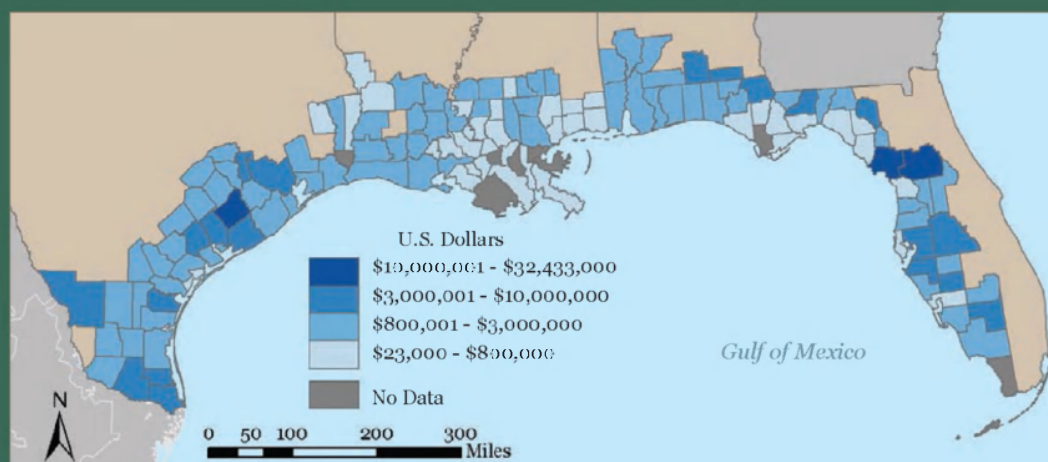 U.S. Dollars
$10,000,001 - $32,433,000
$3,000,001 - $10,000,000
$800,001 - $3,000,000
$23,000 - $800,000
No Data
Gulf of Mexico
N
0 50 100 200 300
Miles